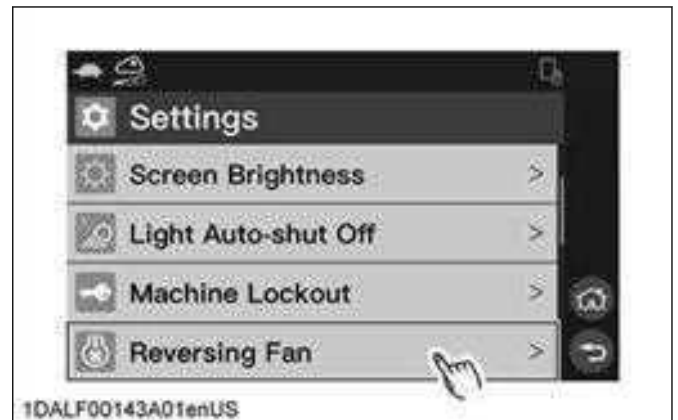 Settings
Screen Brightness >
Light Auto-shut Off >
Machine Lockout >
Reversing Fan >
1DALF00143A01enUS